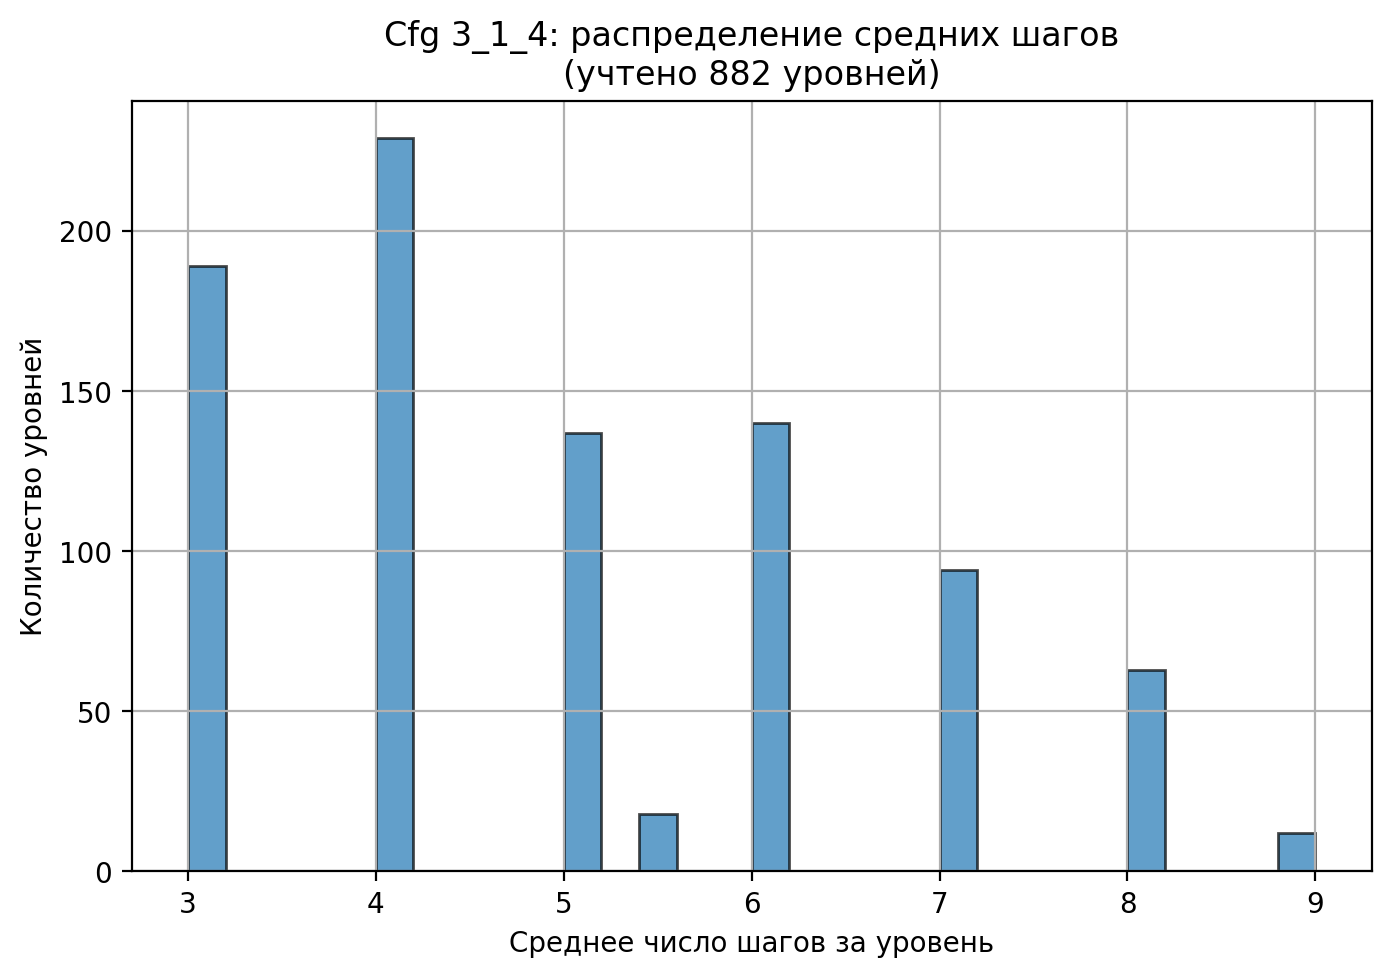 Cfg 3_1_4: распределение средних шагов
(учтено 882 уровней)
Количество уровней
200
150
100
50
0
3 4 5 6 7 8 9
Среднее число шагов за уровень